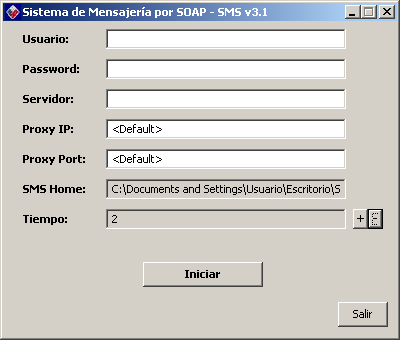 Sistema de Mensajería por SOAP - SMS v3.1
Usuario:
Password:
Servidor:
Proxy IP: <Default>
Proxy Port: <Default>
SMS Home: C:\Documents and Settings\Usuario\Escritorio\S
Tiempo: 2 +
Iniciar
Salir